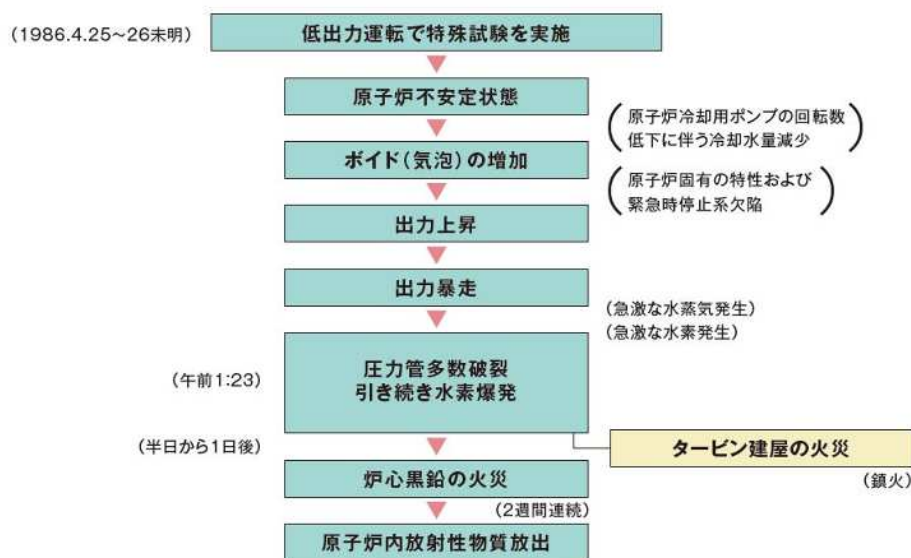 (1986.4.25~26未明)
低出力運転で特殊試験を実施
原子炉不安定状態
(原子炉冷却用ポンプの回転数
低下に伴う冷却水量減少)
ボイド(気泡)の増加
(原子炉固有の特性および
緊急時停止系欠陥)
出力上昇
出力暴走
(急激な水蒸気発生)
(急激な水素発生)
(午前1:23)
圧力管多数破裂
引き続き水素爆発
(半日から1日後)
タービン建屋の火災
(鎮火)
炉心黒鉛の火災
(2週間連続)
原子炉内放射性物質放出